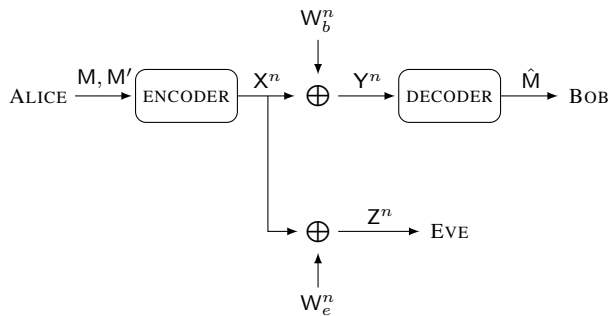 W_b^n
ALICE M, M′ ENCODER X^n ⊕ Y^n DECODER M̂ BOB
⊕ Z^n EVE
W_e^n